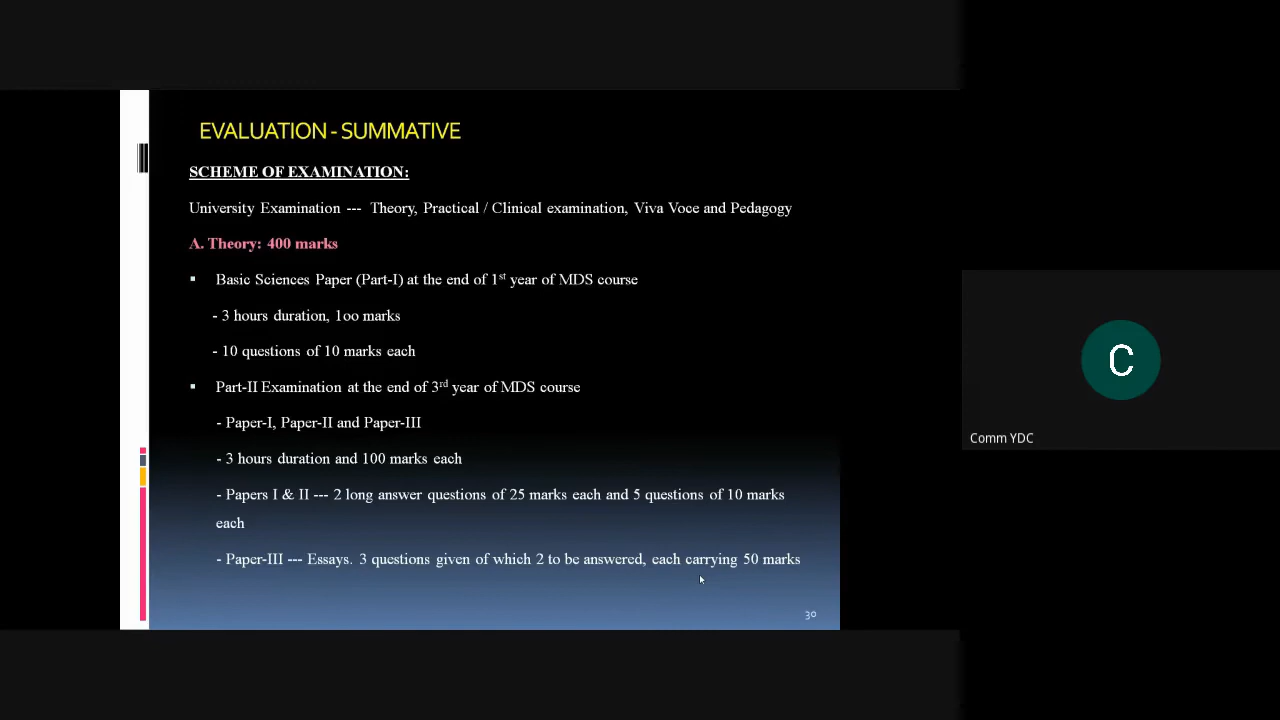 EVALUATION - SUMMATIVE
SCHEME OF EXAMINATION:
University Examination --- Theory, Practical / Clinical examination, Viva Voce and Pedagogy
A. Theory: 400 marks
▪ Basic Sciences Paper (Part-I) at the end of 1st year of MDS course
- 3 hours duration, 1oo marks
- 10 questions of 10 marks each
▪ Part-II Examination at the end of 3rd year of MDS course
- Paper-I, Paper-II and Paper-III
- 3 hours duration and 100 marks each
- Papers I & II --- 2 long answer questions of 25 marks each and 5 questions of 10 marks
each
- Paper-III --- Essays. 3 questions given of which 2 to be answered, each carrying 50 marks
30
C
Comm YDC